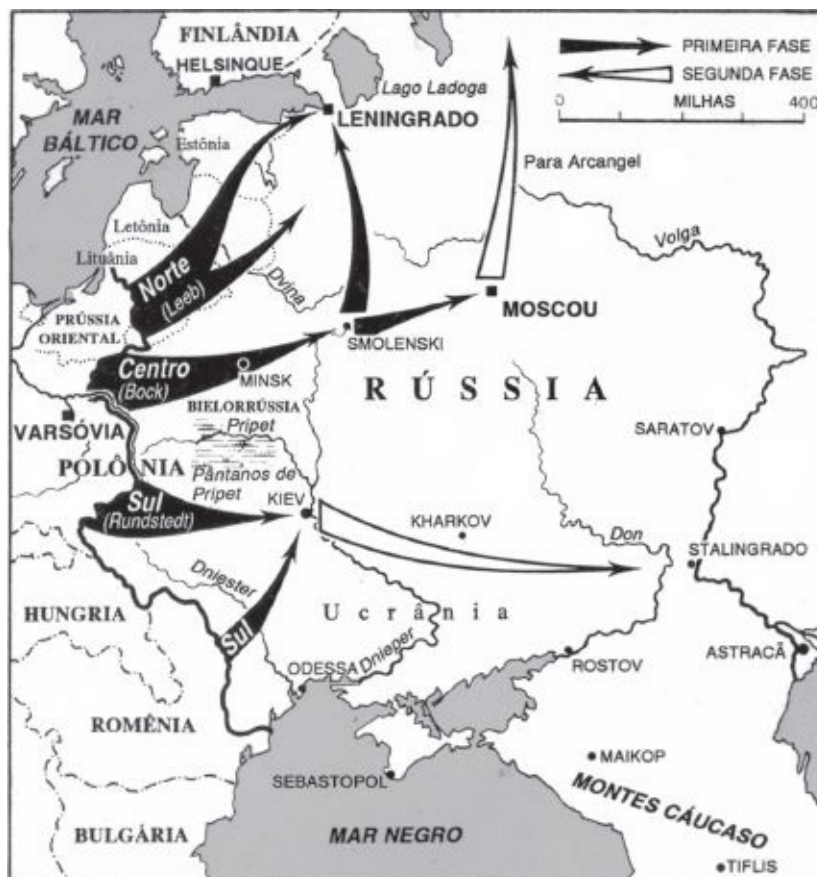 FINLÂNDIA
HELSINQUE
Lago Ladoga
PRIMEIRA FASE
SEGUNDA FASE
0 MILHAS 400
MAR
BÁLTICO
LENINGRADO
Estônia
Para Arcangel
Letônia
Lituânia
Volga
Norte
(Leeb)
Dvina
MOSCOU
PRÚSSIA
ORIENTAL
SMOLENSKI
Centro
(Bock)
MINSK
RÚSSIA
BIELORRÚSSIA
Pripet
VARSÓVIA
SARATOV
POLÔNIA
Pântanos de
Pripet
Sul
(Rundstedt)
KIEV
KHARKOV
Don
STALINGRADO
Dniester
HUNGRIA
Ucrânia
Sul
ODESSA
Dnieper
ROSTOV
ASTRACÃ
ROMÊNIA
MAIKOP
SEBASTOPOL
MONTES CÁUCASO
BULGÁRIA
MAR NEGRO
TIFLIS